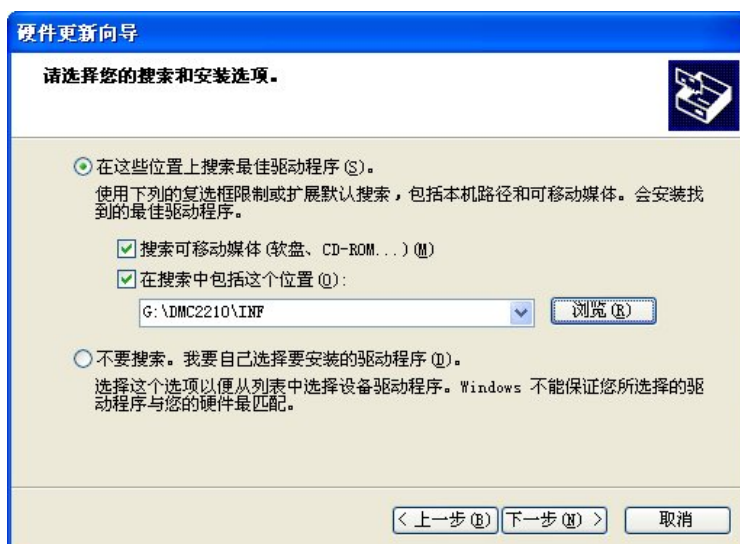 硬件更新向导
请选择您的搜索和安装选项。
在这些位置上搜索最佳驱动程序(S)。
使用下列的复选框限制或扩展默认搜索，包括本机路径和可移动媒体。会安装找
到的最佳驱动程序。
搜索可移动媒体(软盘、CD-ROM...)(M)
在搜索中包括这个位置(O):
G:\DMC2210\INF
浏览(R)
不要搜索。我要自己选择要安装的驱动程序(D)。
选择这个选项以便从列表中选择设备驱动程序。Windows 不能保证您所选择的驱
动程序与您的硬件最匹配。
< 上一步(B) 下一步(N) > 取消